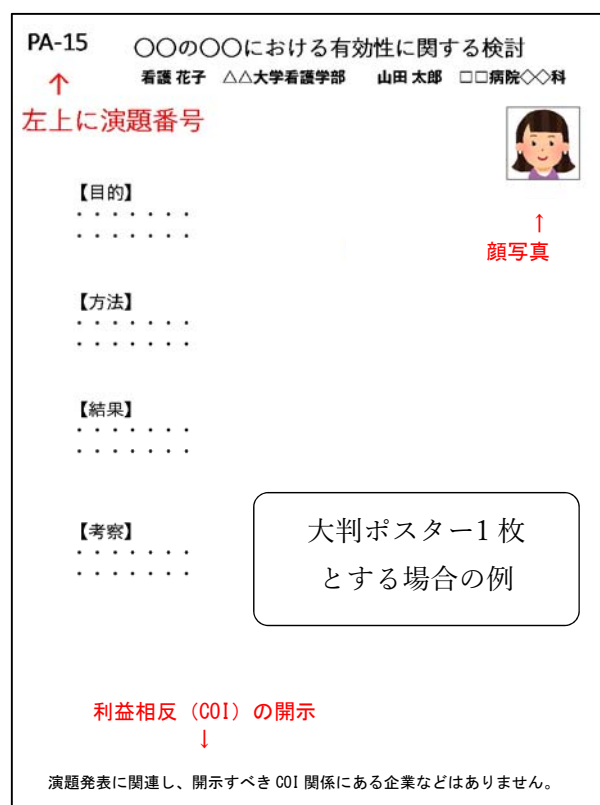 PA-15 〇〇の〇〇における有効性に関する検討
看護 花子 △△大学看護学部 山田 太郎 □□病院◇◇科
↑
左上に演題番号
【目的】
・・・・・・・
・・・・・・・
↑
顔写真
【方法】
・・・・・・・
・・・・・・・
【結果】
・・・・・・・
・・・・・・・
【考察】
・・・・・・・
・・・・・・・
大判ポスター1 枚
とする場合の例
利益相反（COI）の開示
↓
演題発表に関連し、開示すべき COI 関係にある企業などはありません。